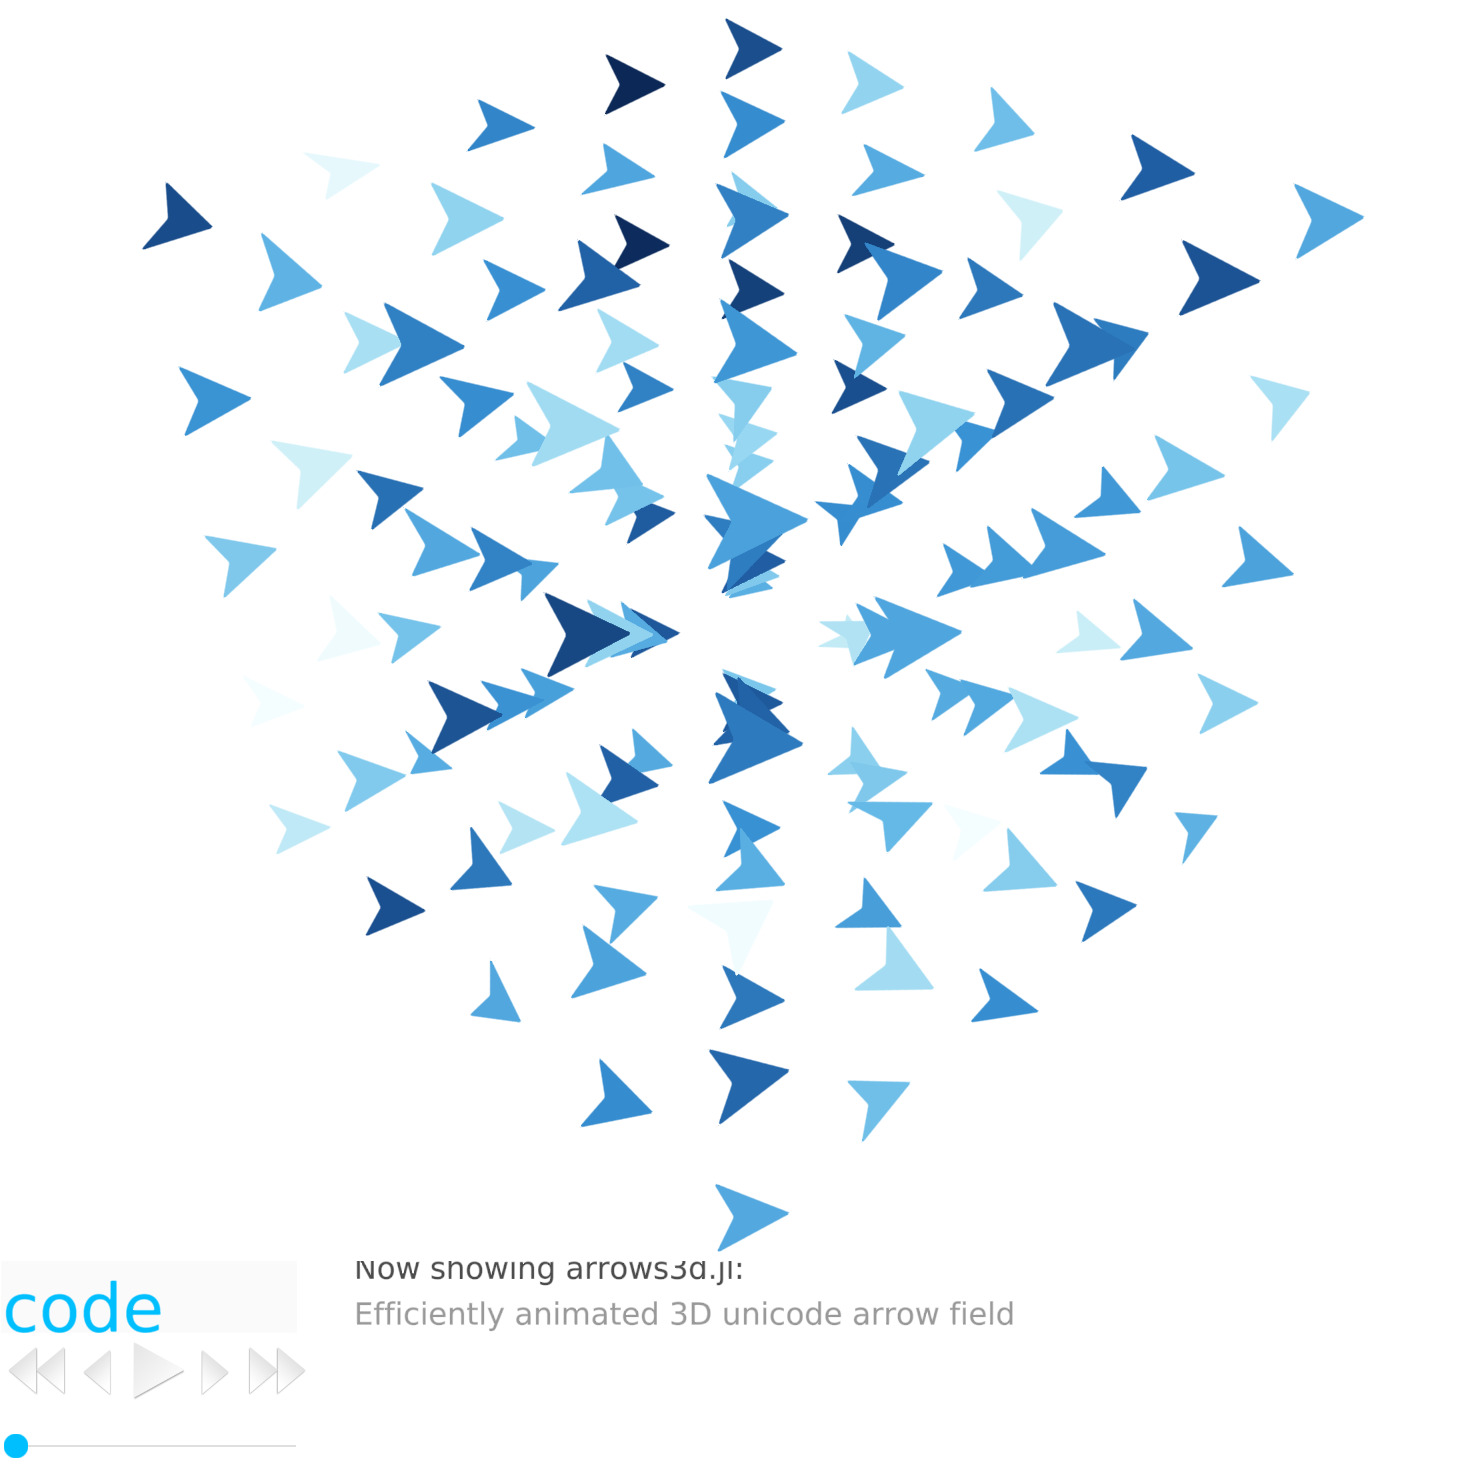 Now showing arrows3d.jl:
code
Efficiently animated 3D unicode arrow field